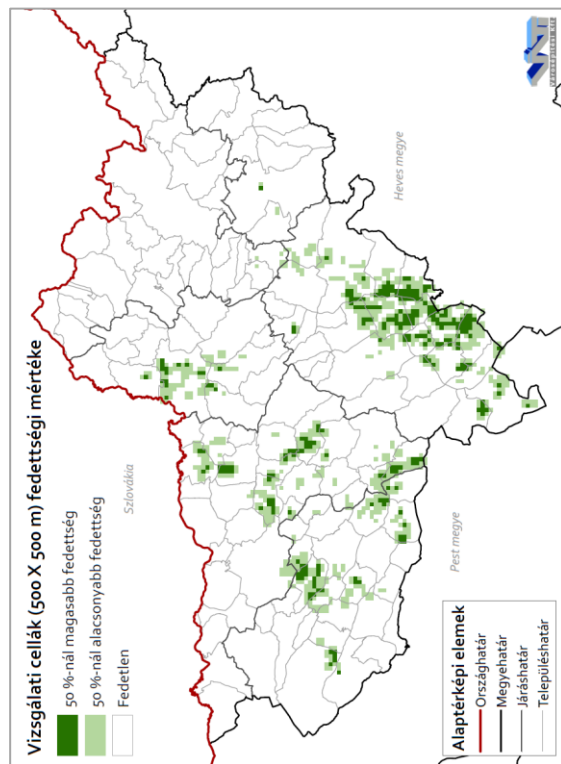 Vizsgálati cellák (500 X 500 m) fedettségi mértéke
50 %-nál magasabb fedettség
50 %-nál alacsonyabb fedettség
Fedetlen
Szlovákia
Heves megye
Pest megye
Alaptérképi elemek
Országhatár
Megyehatár
Járáshatár
Településhatár